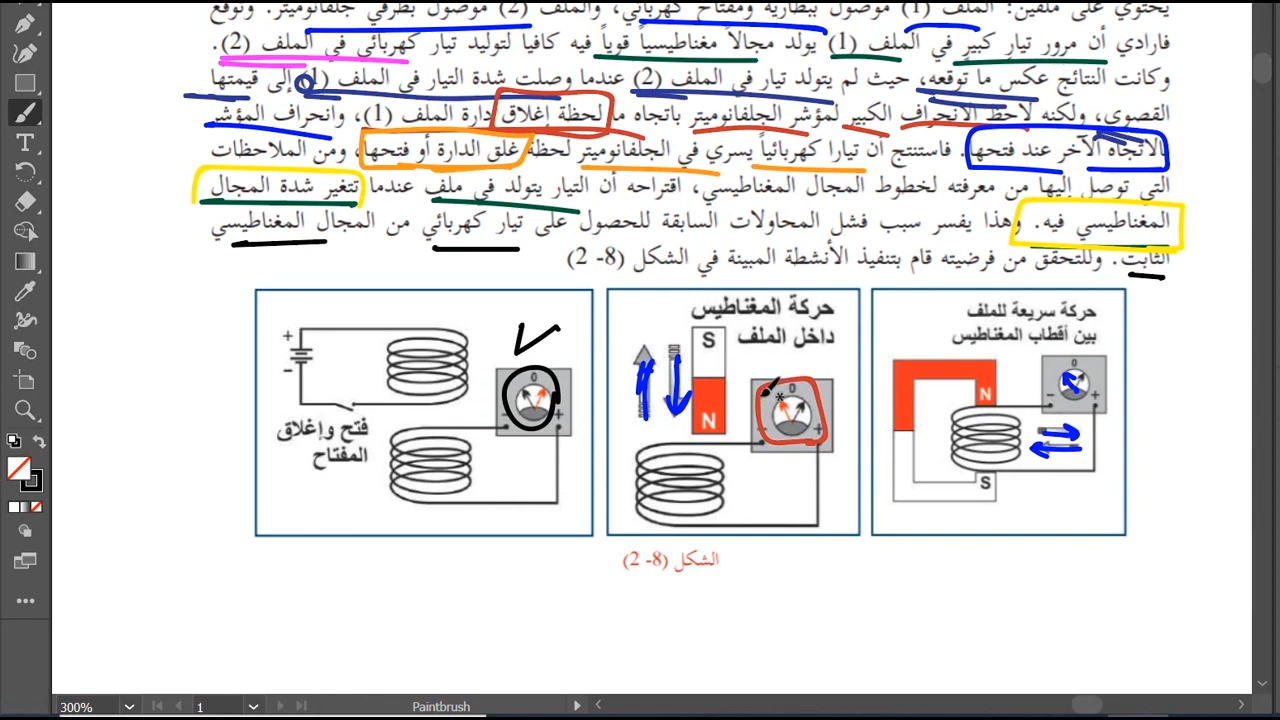 يحتوي على ملفين: الملف (1) موصول ببطارية ومفتاح كهربائي، والملف (2) موصول بطرفي جلفانوميتر. وتوقع
فارادي أن مرور تيار كبير في الملف (1) يولد مجالاً مغناطيسياً قوياً فيه كافيا لتوليد تيار كهربائي في الملف (2).
وكانت النتائج عكس ما توقعه، حيث لم يتولد تيار في الملف (2) عندما وصلت شدة التيار في الملف (1) إلى قيمتها
القصوى، ولكنه لاحظ الانحراف الكبير لمؤشر الجلفانوميتر باتجاه ما لحظة إغلاق دارة الملف (1)، وانحراف المؤشر
الاتجاه الآخر عند فتحها. فاستنتج أن تيارا كهربائياً يسري في الجلفانوميتر لحظة غلق الدارة أو فتحها، ومن الملاحظات
التي توصل إليها من معرفته لخطوط المجال المغناطيسي، اقتراحه أن التيار يتولد في ملف عندما تتغير شدة المجال
المغناطيسي فيه. وهذا يفسر سبب فشل المحاولات السابقة للحصول على تيار كهربائي من المجال المغناطيسي
الثابت. وللتحقق من فرضيته قام بتنفيذ الأنشطة المبينة في الشكل (8- 2)
حركة سريعة للملف
بين أقطاب المغناطيس
0
N
- +
S
حركة المغناطيس
داخل الملف
S
N
0
- +
+
-
0
- +
فتح وإغلاق
المفتاح
الشكل (8- 2)
300%
1
Paintbrush